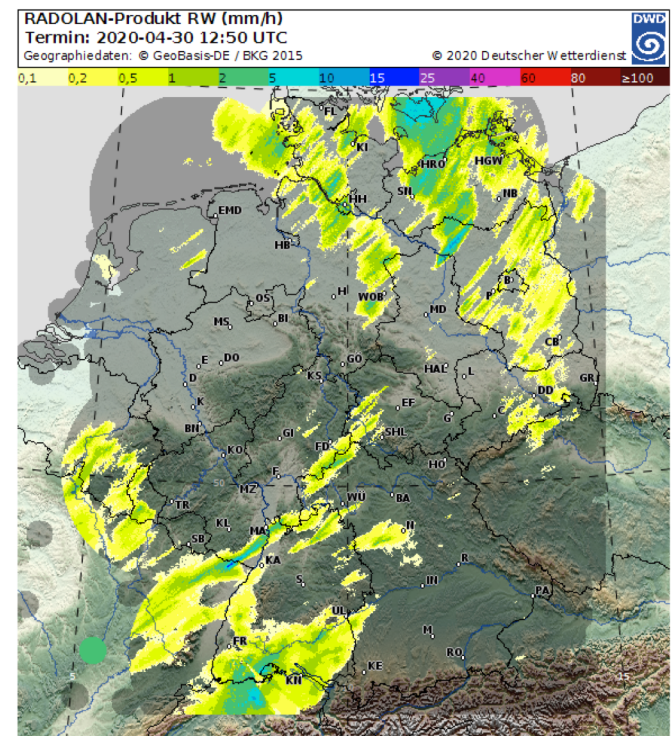 RADOLAN-Produkt RW (mm/h)
Termin: 2020-04-30 12:50 UTC
Geographiedaten: © GeoBasis-DE / BKG 2015 © 2020 Deutscher Wetterdienst
DWD
0,1 0,2 0,5 1 2 5 10 15 25 40 60 80 ≥100
FL
KI
HRO HGW
SN NB
HH
EMD
HB
B
H WOB P
OS
MD
MS BI
CB
E DO GO HAL L
D KS DD GR
K EF G C
BN GI FD SHL
KO HO
F
50 MZ WÜ BA
TR
KL MA N
SB
KA R
S IN PA
UL
FR M
RO
KN KE
5 15